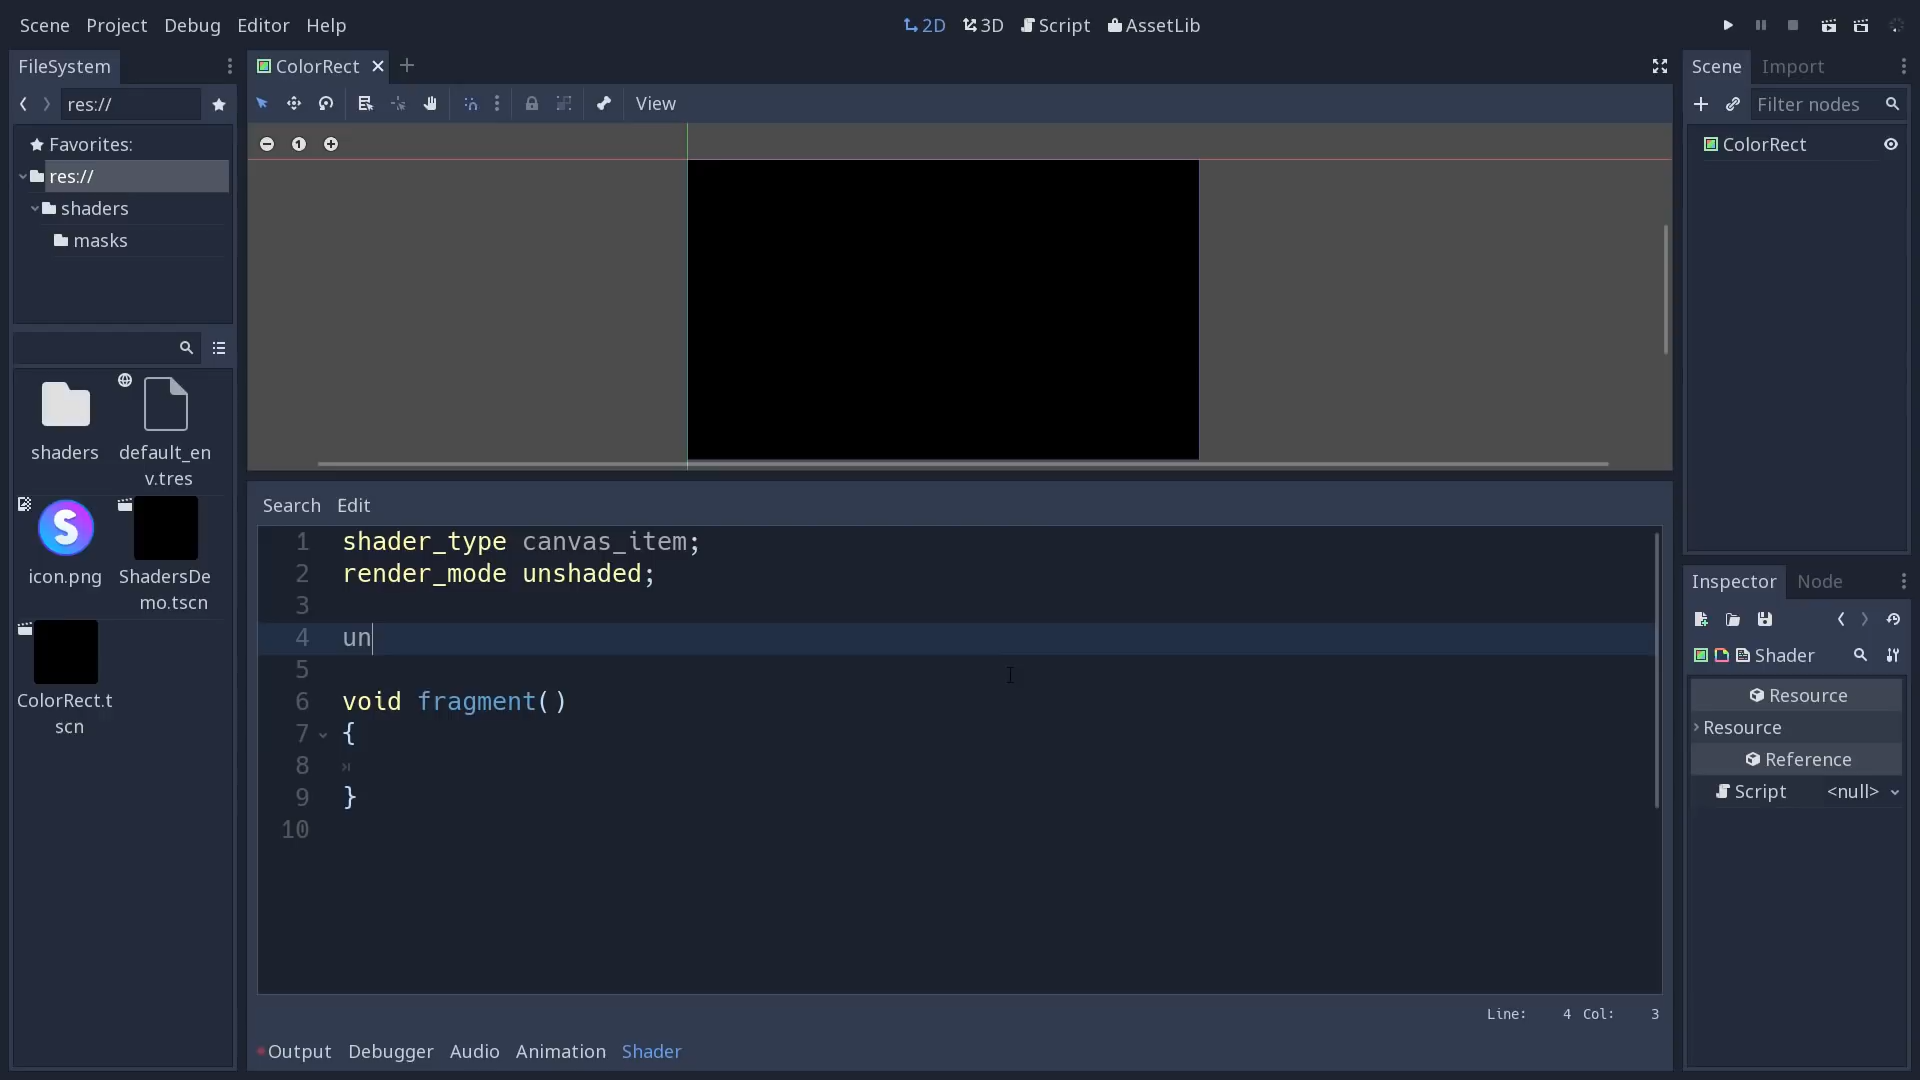 Scene Project Debug Editor Help
2D 3D Script AssetLib
FileSystem
res://
Favorites:
res://
shaders
masks
shaders
default_en
v.tres
icon.png
ShadersDe
mo.tscn
ColorRect.t
scn
ColorRect
View
Search Edit
1 shader_type canvas_item;
2 render_mode unshaded;
3
4 un
5
6 void fragment()
7 {
8
9 }
10
Line: 4 Col: 3
Output Debugger Audio Animation Shader
Scene Import
Filter nodes
ColorRect
Inspector Node
Shader
Resource
Resource
Reference
Script <null>